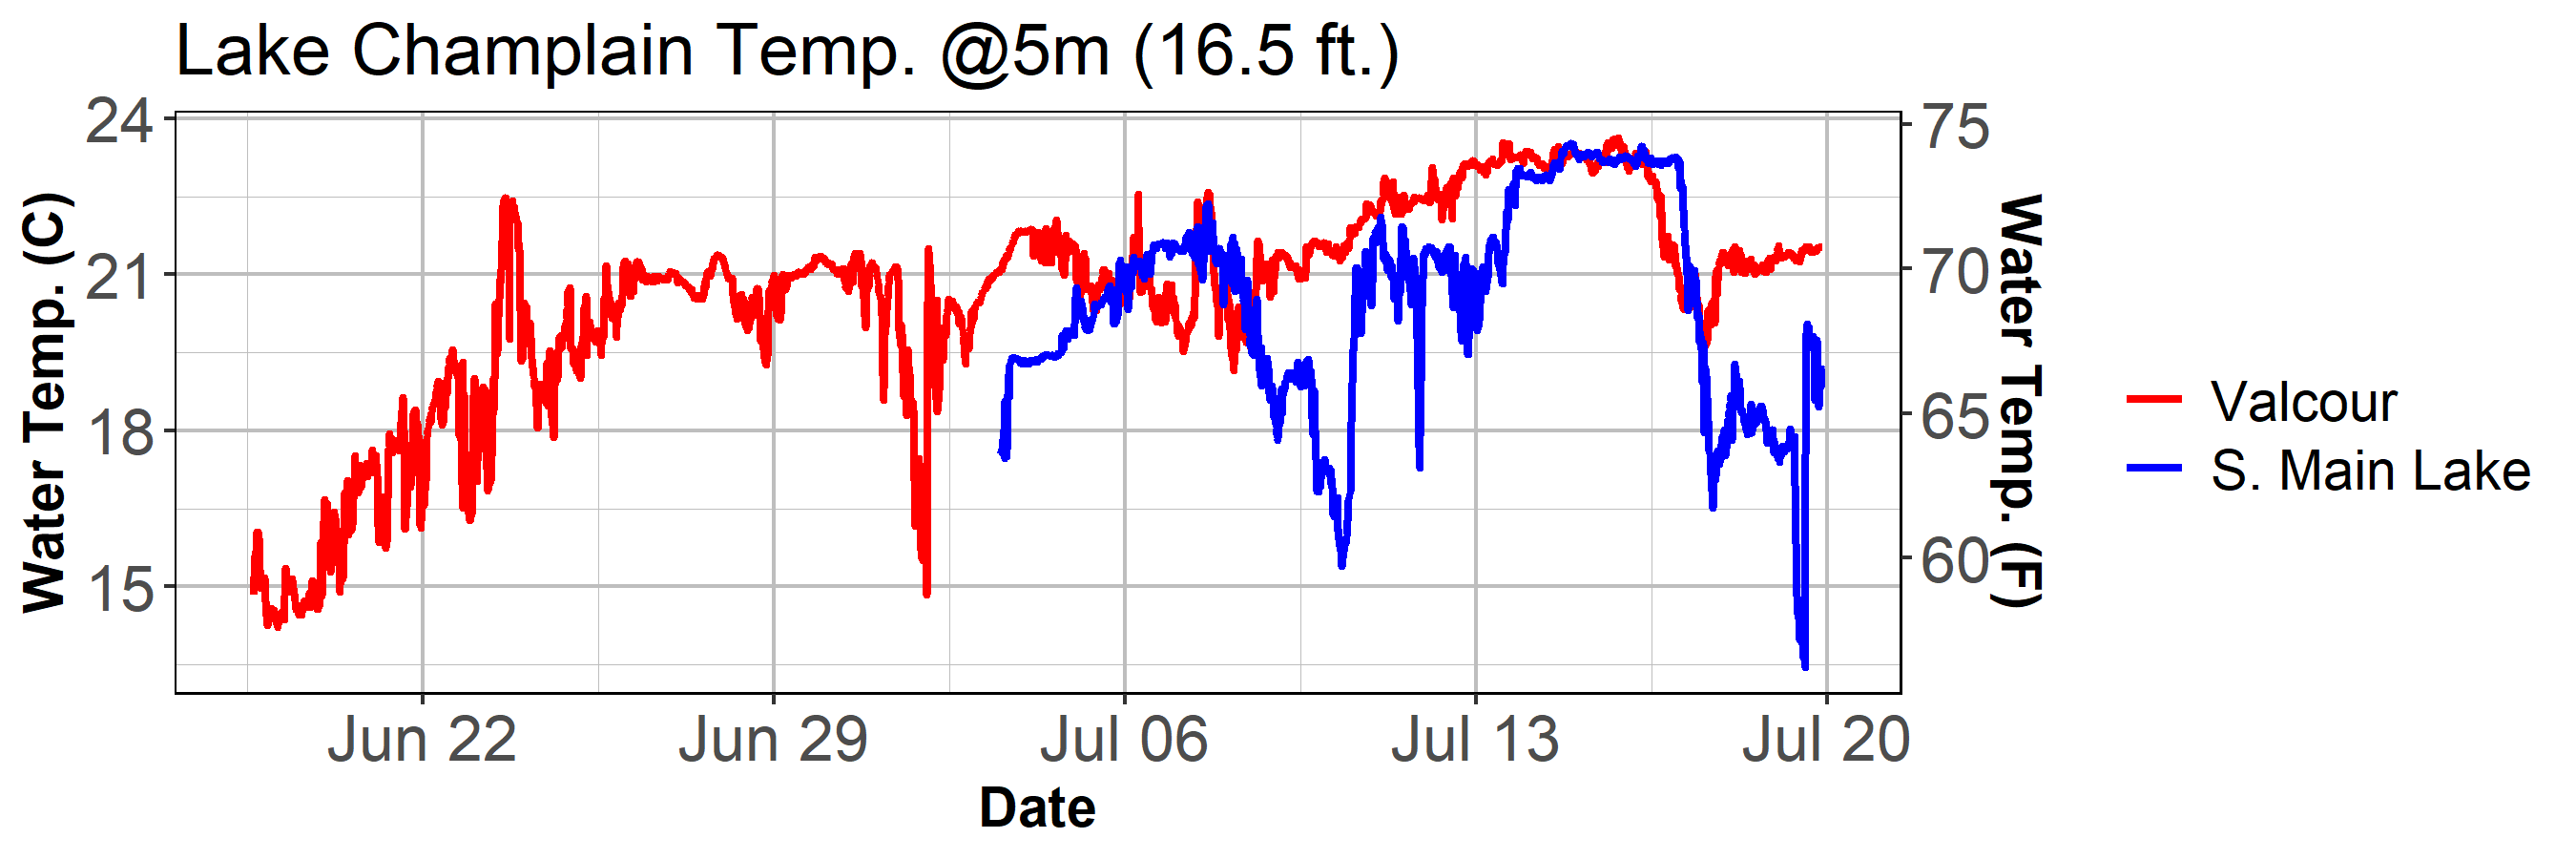 Lake Champlain Temp. @5m (16.5 ft.)
Water Temp. (C)
24
21
18
15
75
70
65
60
Water Temp. (F)
Jun 22
Jun 29
Jul 06
Jul 13
Jul 20
Date
Valcour
S. Main Lake